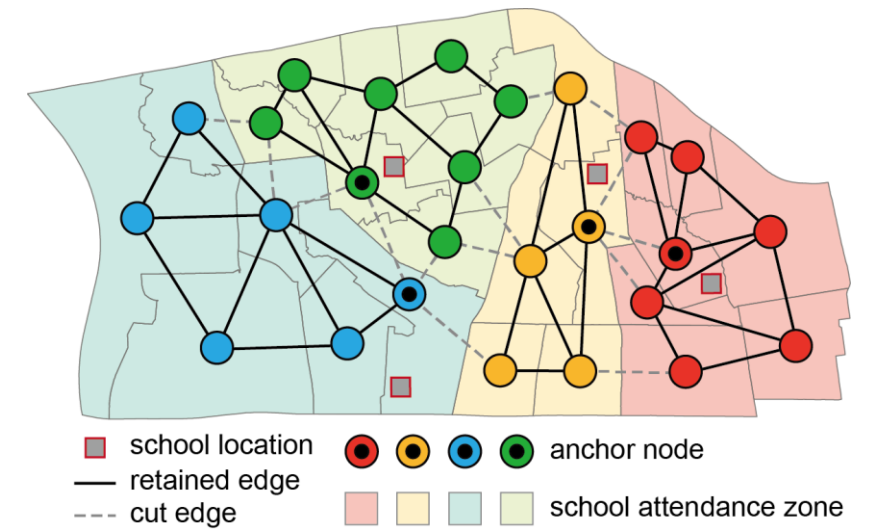 school location
anchor node
retained edge
cut edge
school attendance zone